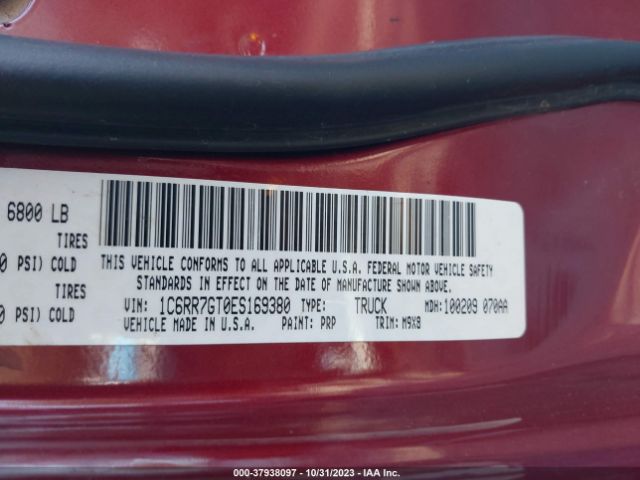 6800 LB
TIRES
0 PSI) COLD
TIRES
0 PSI) COLD
THIS VEHICLE CONFORMS TO ALL APPLICABLE U.S.A. FEDERAL MOTOR VEHICLE SAFETY
STANDARDS IN EFFECT ON THE DATE OF MANUFACTURE SHOWN ABOVE.
VIN: 1C6RR7GT0ES169380 TYPE: TRUCK MDH:100209 070AA
VEHICLE MADE IN U.S.A. PAINT: PRP TRIM: M9X8
000-37938097 - 10/31/2023 - IAA Inc.